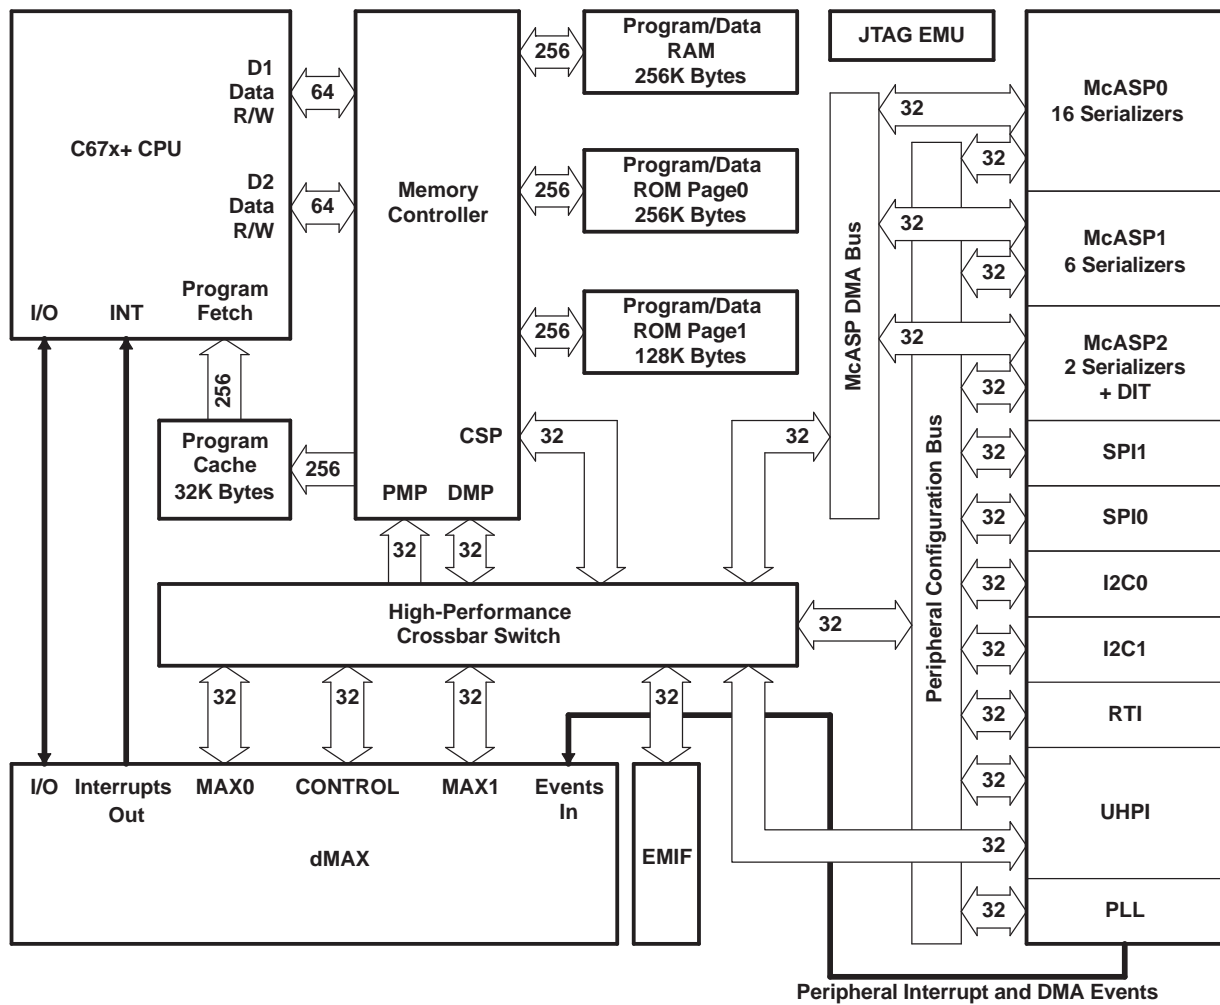 D1
Data
R/W
64
C67x+ CPU
D2
Data
R/W
64
Program
Fetch
I/O
INT
256
Program
Cache
32K Bytes
256
Memory
Controller
CSP
PMP
DMP
32
32
32
256
Program/Data
RAM
256K Bytes
256
Program/Data
ROM Page0
256K Bytes
256
Program/Data
ROM Page1
128K Bytes
JTAG EMU
High-Performance
Crossbar Switch
32
32
32
32
32
32
32
I/O
Interrupts
Out
MAX0
CONTROL
MAX1
Events
In
dMAX
EMIF
McASP DMA Bus
Peripheral Configuration Bus
32
32
McASP0
16 Serializers
32
32
McASP1
6 Serializers
32
32
McASP2
2 Serializers
+ DIT
32
SPI1
32
SPI0
32
I2C0
32
I2C1
32
RTI
32
UHPI
32
PLL
Peripheral Interrupt and DMA Events